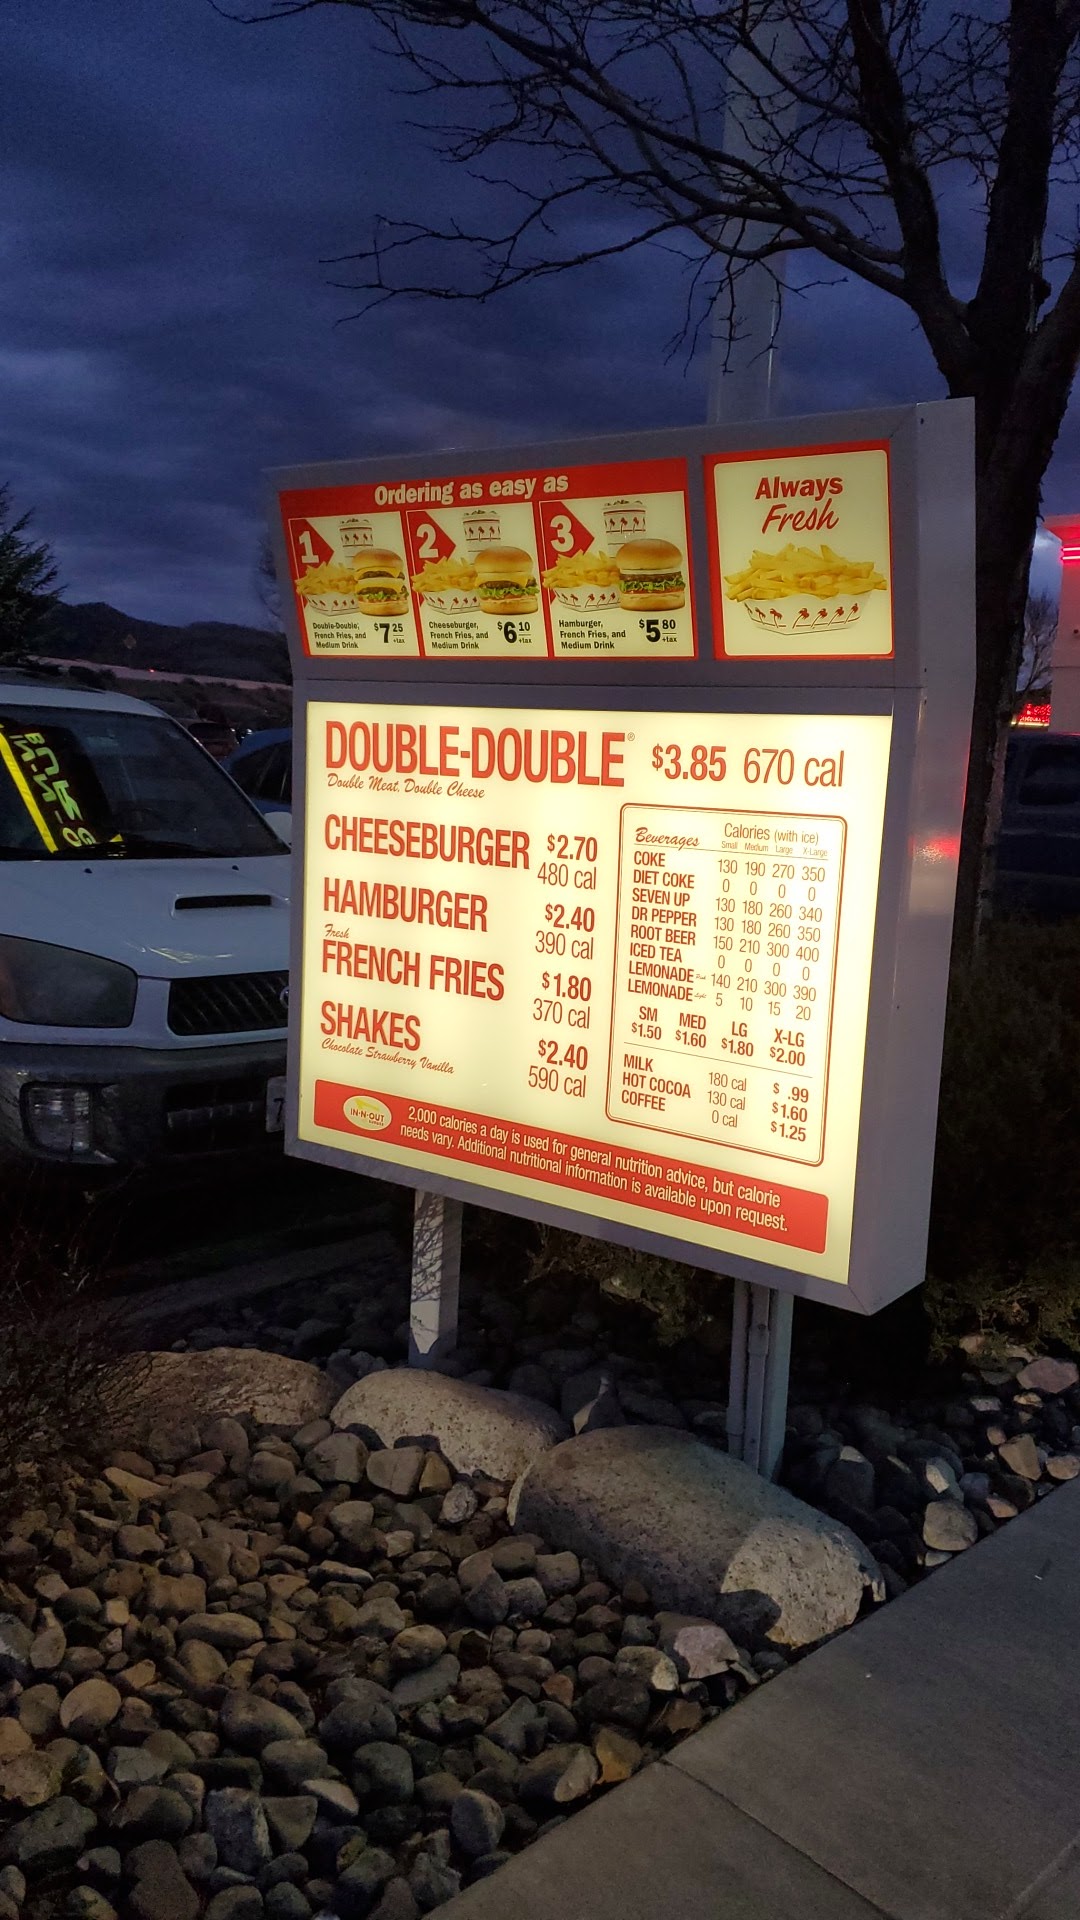 Ordering as easy as
1
Double-Double,
French Fries, and
Medium Drink
$7.25
+tax
2
Cheeseburger,
French Fries, and
Medium Drink
$6.10
+tax
3
Hamburger,
French Fries, and
Medium Drink
$5.80
+tax
Always
Fresh
DOUBLE-DOUBLE® $3.85 670 cal
Double Meat, Double Cheese
CHEESEBURGER $2.70
480 cal
HAMBURGER $2.40
390 cal
Fresh
FRENCH FRIES $1.80
370 cal
SHAKES $2.40
Chocolate Strawberry Vanilla
590 cal
Beverages Calories (with ice)
Small Medium Large X-Large
COKE 130 190 270 350
DIET COKE 0 0 0 0
SEVEN UP 130 180 260 340
DR PEPPER 130 180 260 350
ROOT BEER 150 210 300 400
ICED TEA 0 0 0 0
LEMONADE 140 210 300 390
LEMONADE Light 5 10 15 20
SM MED LG X-LG
$1.50 $1.60 $1.80 $2.00
MILK 180 cal $ .99
HOT COCOA 130 cal $1.60
COFFEE 0 cal $1.25
IN-N-OUT
BURGER
2,000 calories a day is used for general nutrition advice, but calorie
needs vary. Additional nutritional information is available upon request.
7